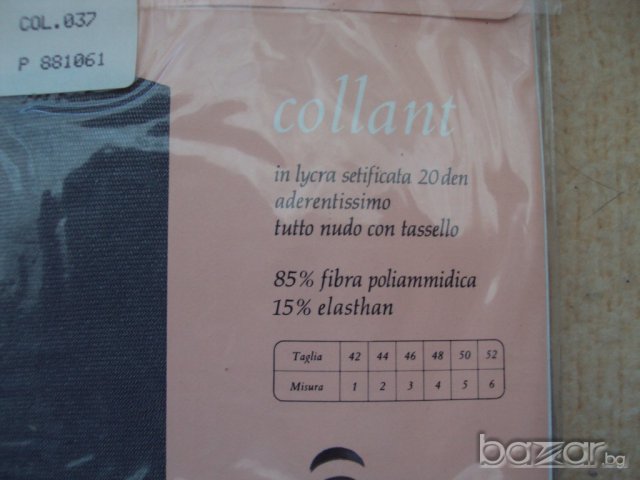 COL.037
P 881061
collant
in lycra setificata 20 den
aderentissimo
tutto nudo con tassello
85% fibra poliammidica
15% elasthan
Taglia 42 44 46 48 50 52
Misura 1 2 3 4 5 6
bazar.bg